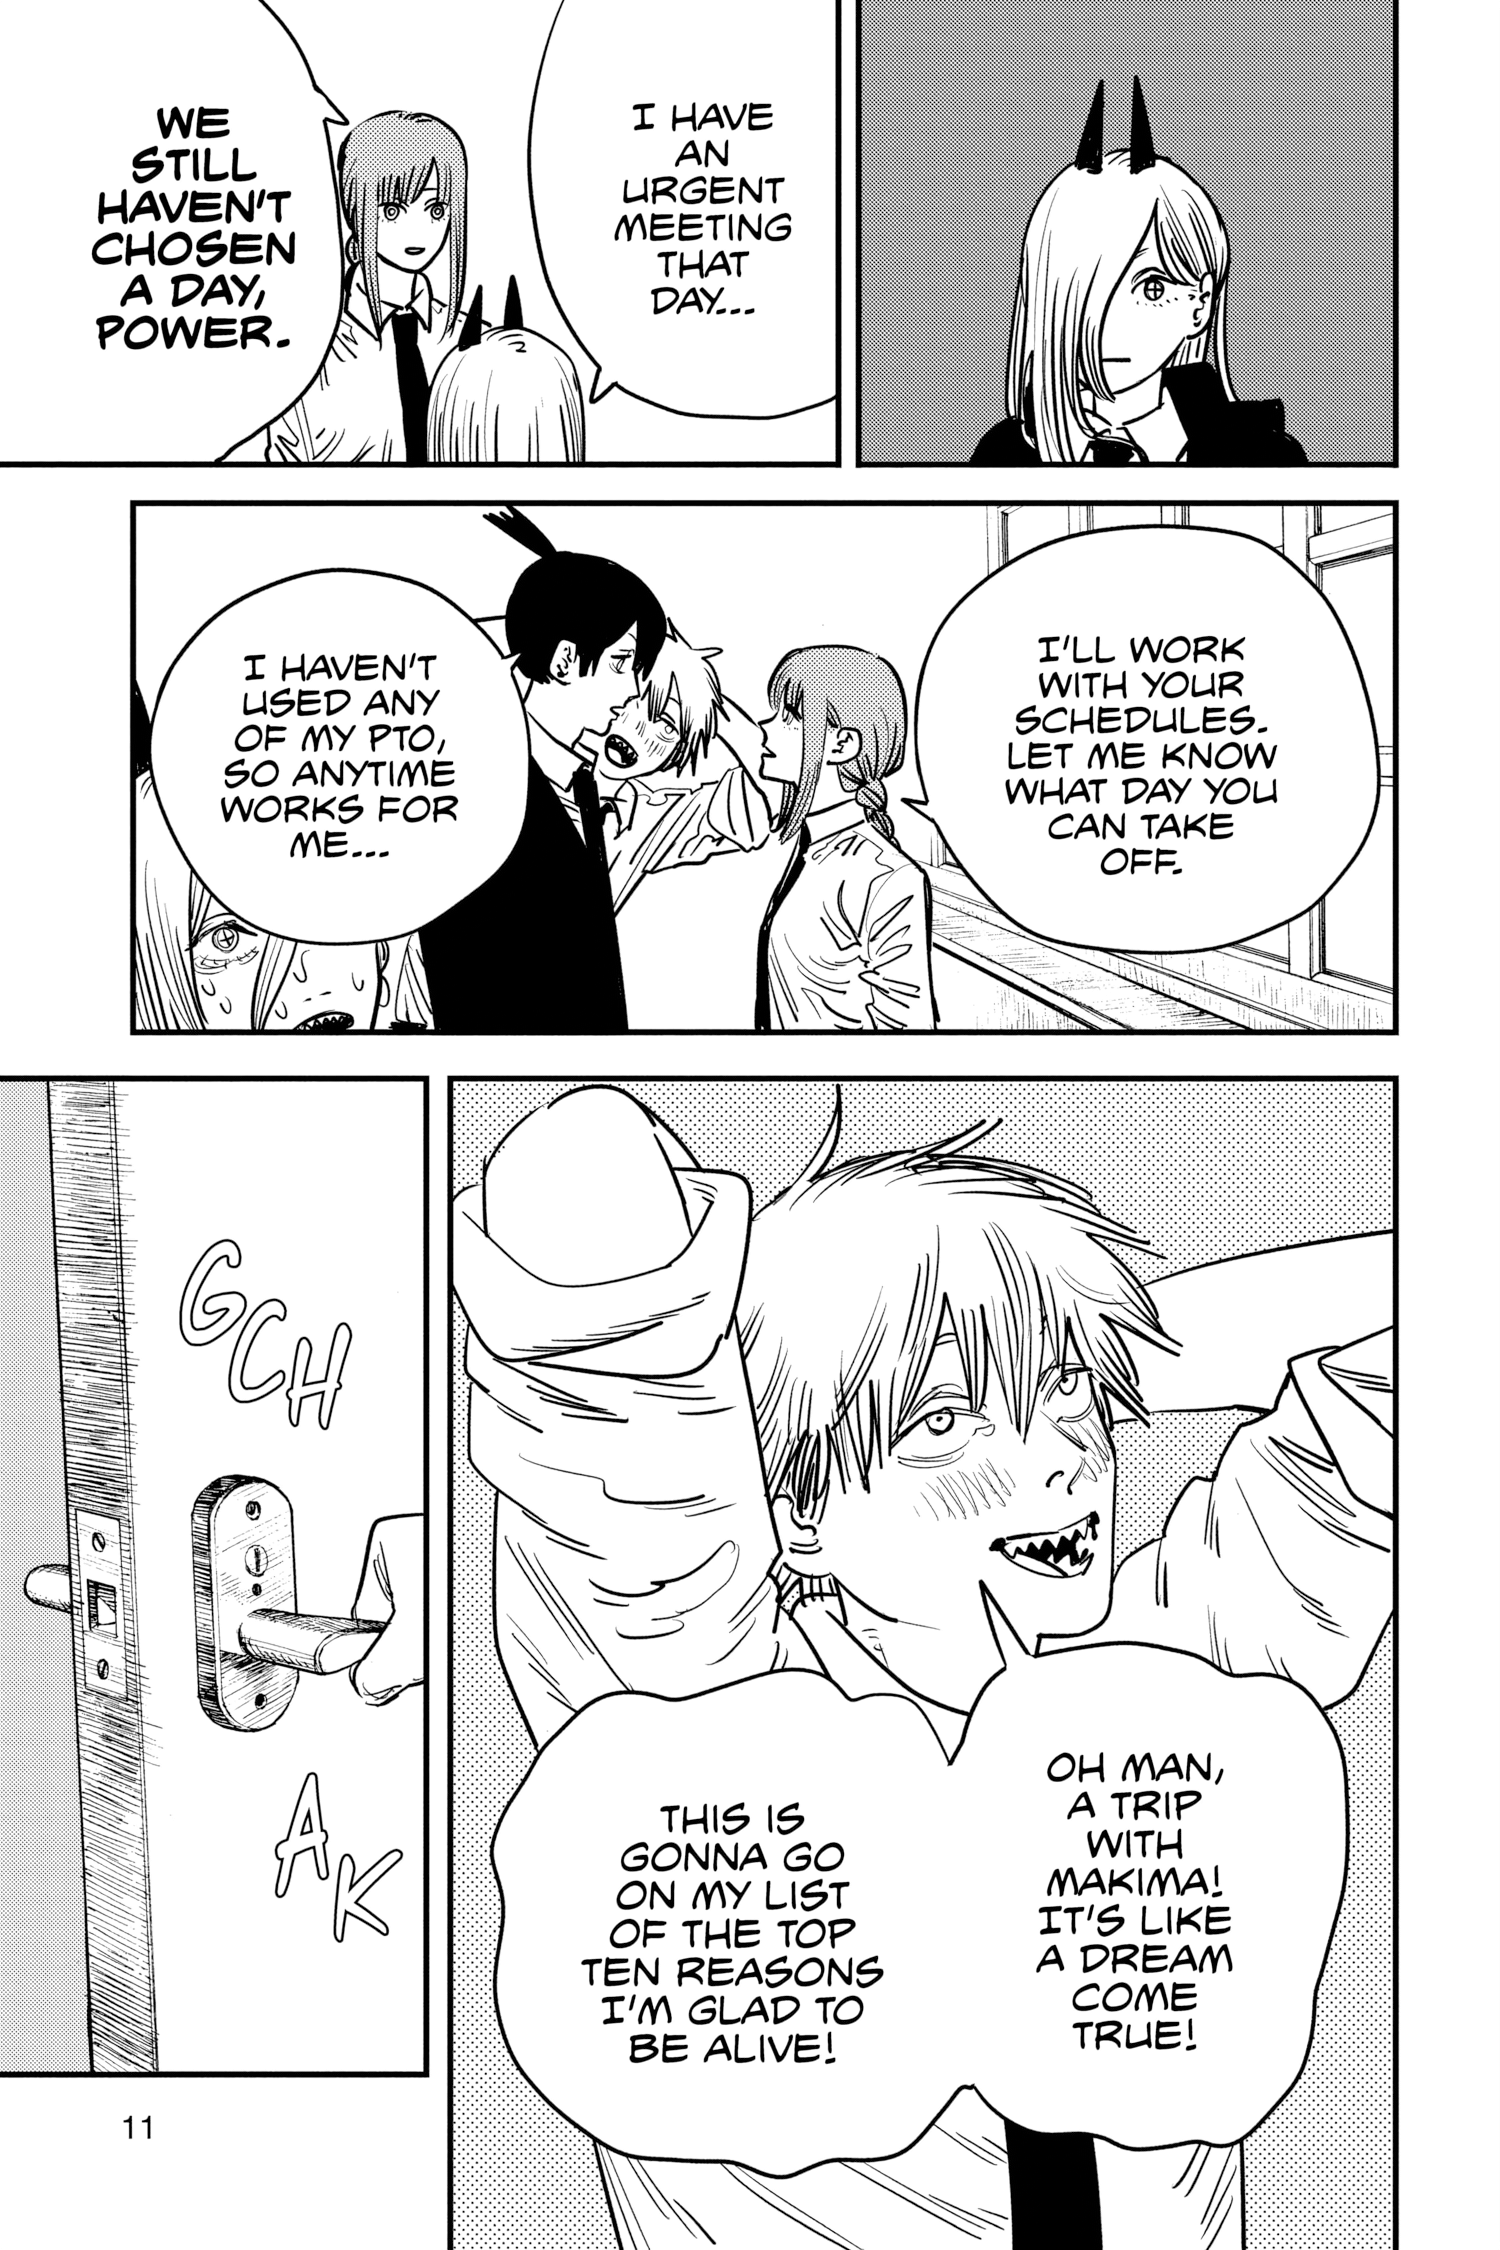 I HAVE
AN
URGENT
MEETING
THAT
DAY...
WE
STILL
HAVEN'T
CHOSEN
A DAY,
POWER.
I'LL WORK
WITH YOUR
SCHEDULES.
LET ME KNOW
WHAT DAY YOU
CAN TAKE
OFF.
I HAVEN'T
USED ANY
OF MY PTO,
SO ANYTIME
WORKS FOR
ME...
OH MAN,
A TRIP
WITH
MAKIMA!
IT'S LIKE
A DREAM
COME
TRUE!
THIS IS
GONNA GO
ON MY LIST
OF THE TOP
TEN REASONS
I'M GLAD TO
BE ALIVE!
GCH
AK
11